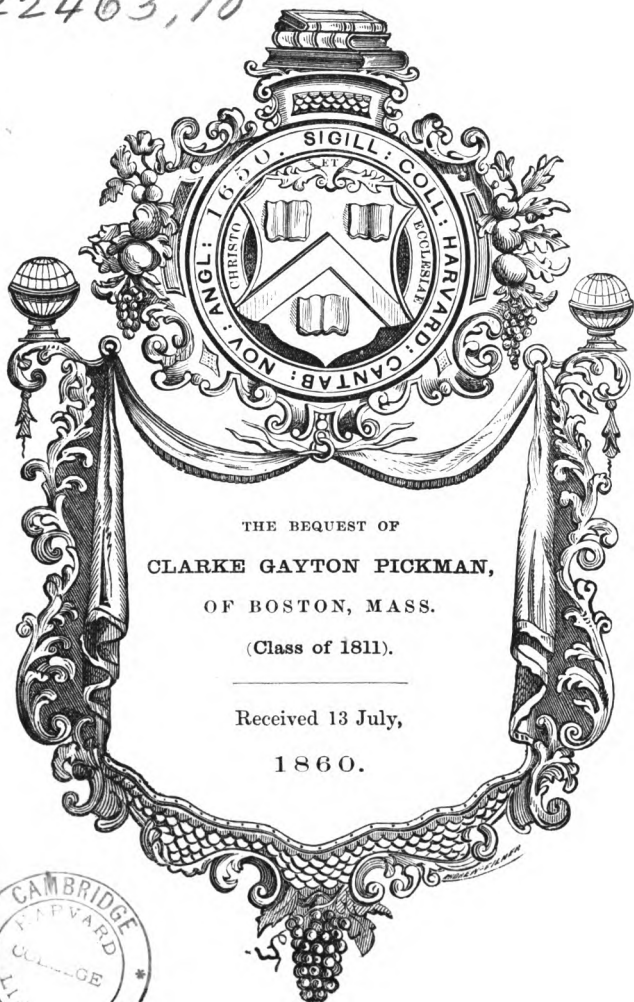 22463,10
SIGILL: COLL: HARVARD: CANTAB: NOV: ANGL: 1650.
ET
CHRISTO
ECCLESIAE
THE BEQUEST OF
CLARKE GAYTON PICKMAN,
OF BOSTON, MASS.
(Class of 1811).
Received 13 July,
1860.
CAMBRIDGE
HARVARD
COLLEGE